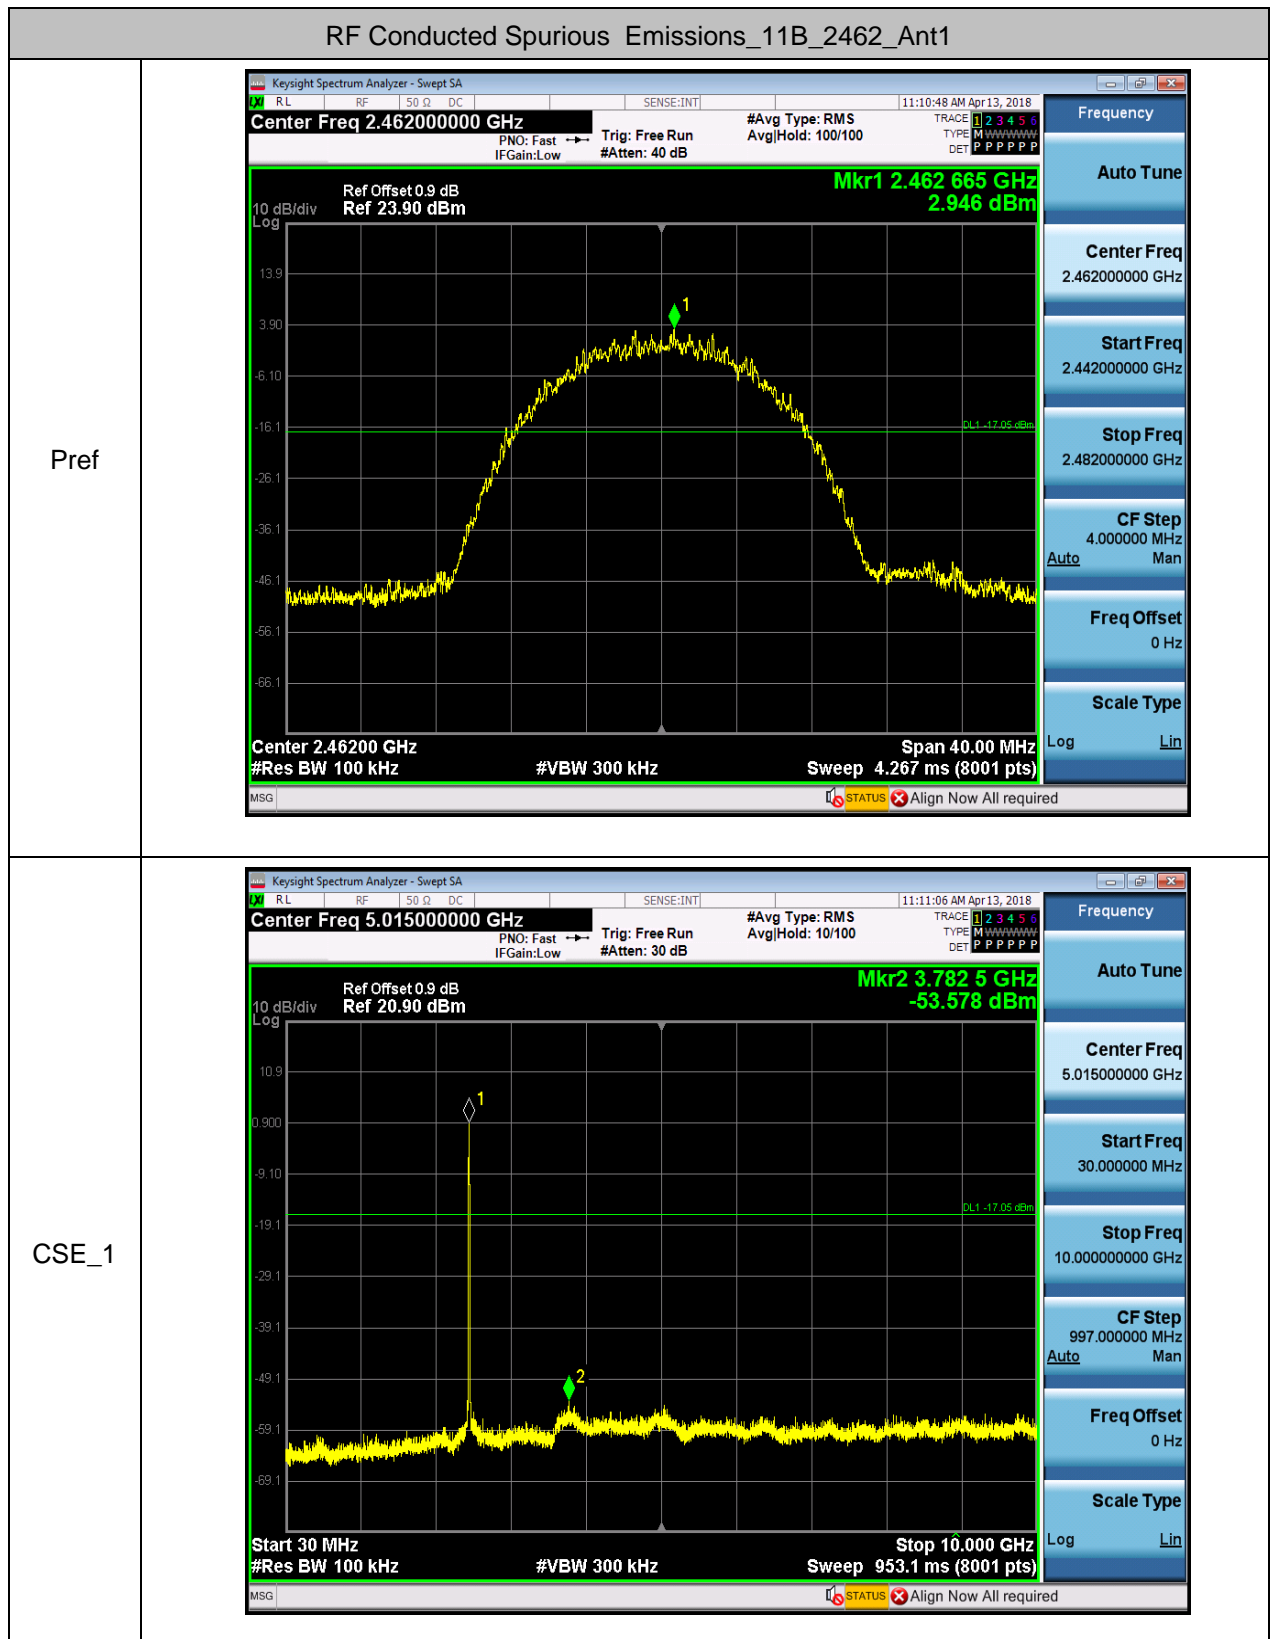 RF Conducted Spurious Emissions_11B_2462_Ant1
Pref
Keysight Spectrum Analyzer - Swept SA
LXI RL RF 50 Ω DC SENSE:INT 11:10:48 AM Apr 13, 2018
Center Freq 2.462000000 GHz
PNO: Fast
IFGain:Low
Trig: Free Run
#Atten: 40 dB
#Avg Type: RMS
Avg|Hold: 100/100
TRACE 1 2 3 4 5 6
TYPE M WWWWW
DET P P P P P P
Mkr1 2.462 665 GHz
2.946 dBm
Ref Offset 0.9 dB
10 dB/div Ref 23.90 dBm
Log
1
13.9
3.90
-6.10
-16.1
DL1 -17.05 dBm
-26.1
-36.1
-46.1
-56.1
-66.1
Center 2.46200 GHz Span 40.00 MHz
#Res BW 100 kHz #VBW 300 kHz Sweep 4.267 ms (8001 pts)
MSG STATUS Align Now All required
Frequency
Auto Tune
Center Freq
2.462000000 GHz
Start Freq
2.442000000 GHz
Stop Freq
2.482000000 GHz
CF Step
4.000000 MHz
Auto Man
Freq Offset
0 Hz
Scale Type
Log Lin
CSE_1
Keysight Spectrum Analyzer - Swept SA
LXI RL RF 50 Ω DC SENSE:INT 11:11:06 AM Apr 13, 2018
Center Freq 5.015000000 GHz
PNO: Fast
IFGain:Low
Trig: Free Run
#Atten: 30 dB
#Avg Type: RMS
Avg|Hold: 10/100
TRACE 1 2 3 4 5 6
TYPE M WWWWW
DET P P P P P P
Mkr2 3.782 5 GHz
-53.578 dBm
Ref Offset 0.9 dB
10 dB/div Ref 20.90 dBm
Log
10.9
1
0.900
-9.10
DL1 -17.05 dBm
-19.1
-29.1
-39.1
-49.1
2
-59.1
-69.1
Start 30 MHz Stop 10.000 GHz
#Res BW 100 kHz #VBW 300 kHz Sweep 953.1 ms (8001 pts)
MSG STATUS Align Now All required
Frequency
Auto Tune
Center Freq
5.015000000 GHz
Start Freq
30.000000 MHz
Stop Freq
10.000000000 GHz
CF Step
997.000000 MHz
Auto Man
Freq Offset
0 Hz
Scale Type
Log Lin